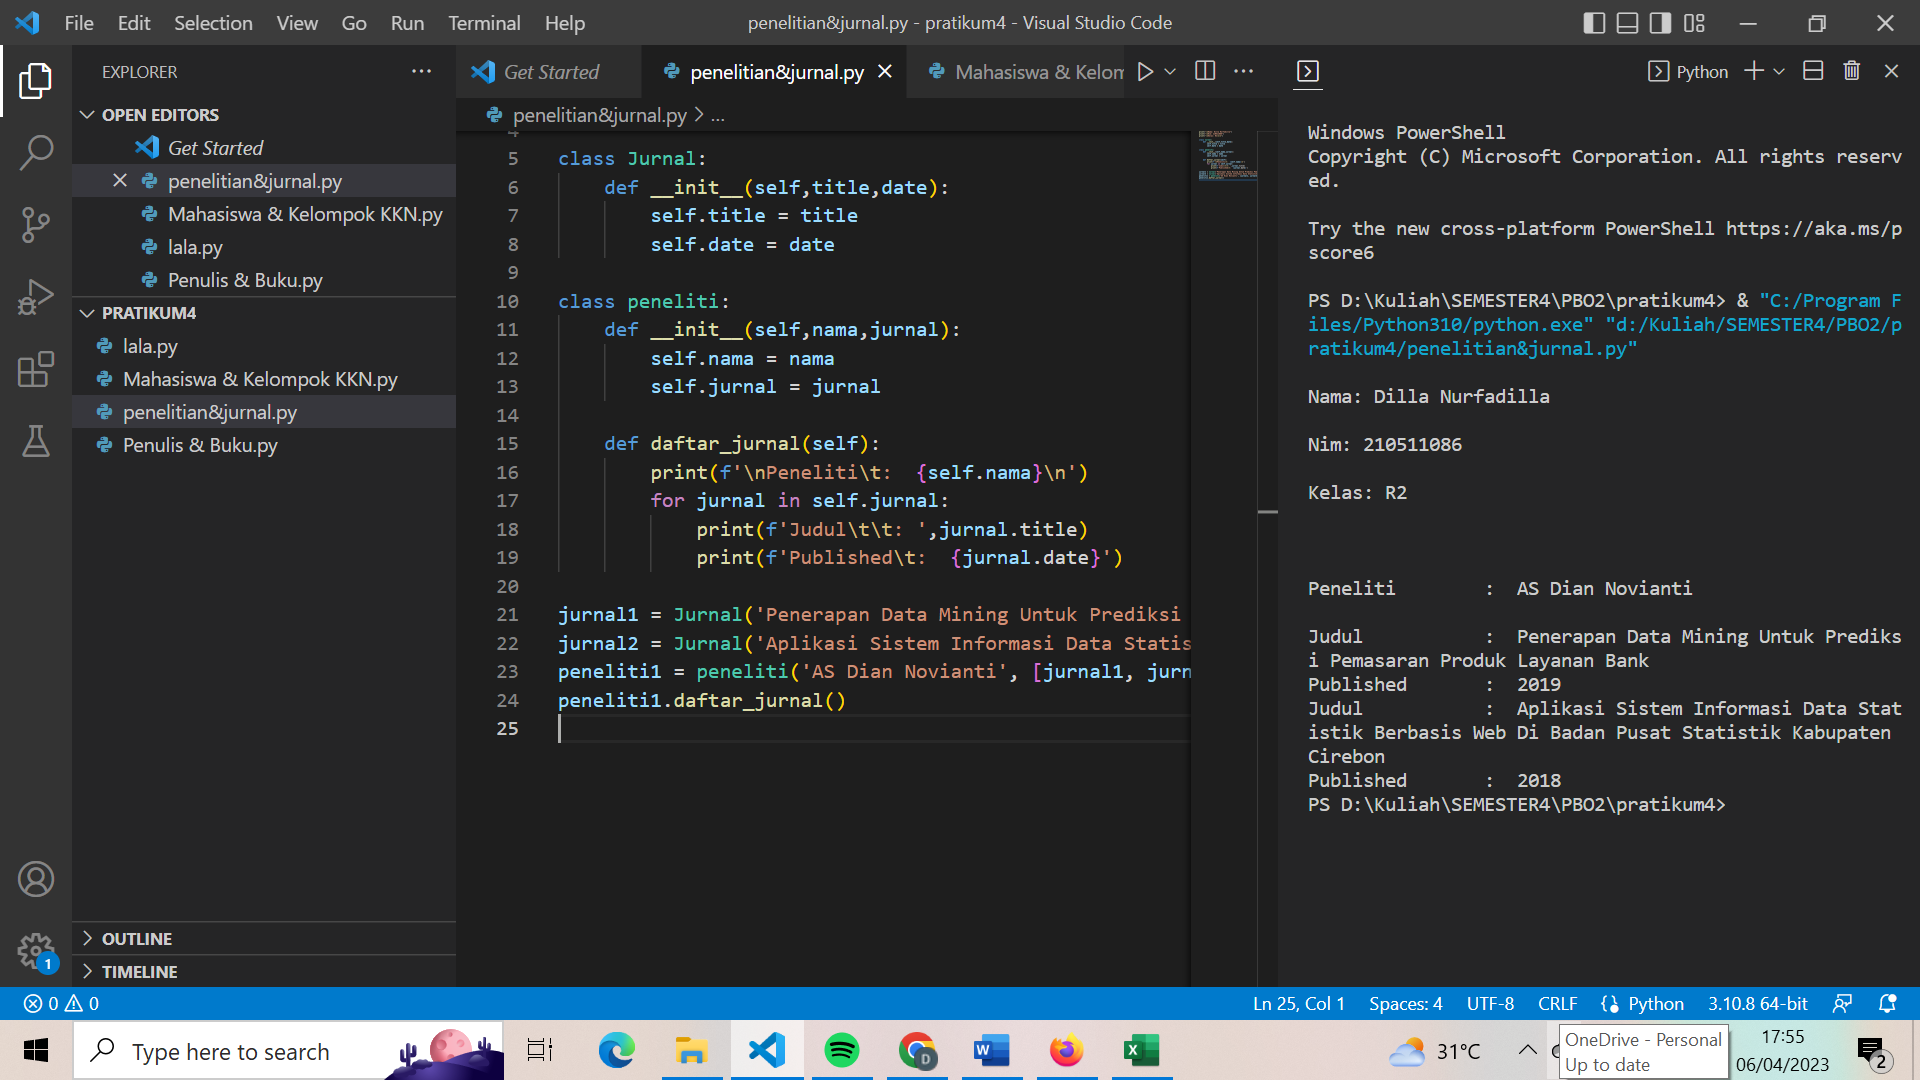 File Edit Selection View Go Run Terminal Help
penelitian&jurnal.py - pratikum4 - Visual Studio Code
EXPLORER
OPEN EDITORS
Get Started
penelitian&jurnal.py
Mahasiswa & Kelompok KKN.py
lala.py
Penulis & Buku.py
PRATIKUM4
lala.py
Mahasiswa & Kelompok KKN.py
penelitian&jurnal.py
Penulis & Buku.py
OUTLINE
TIMELINE
1
Get Started penelitian&jurnal.py Mahasiswa & Kelom
penelitian&jurnal.py > ...
4
5 class Jurnal:
6 def __init__(self,title,date):
7 self.title = title
8 self.date = date
9
10 class peneliti:
11 def __init__(self,nama,jurnal):
12 self.nama = nama
13 self.jurnal = jurnal
14
15 def daftar_jurnal(self):
16 print(f'\nPeneliti\t:  {self.nama}\n')
17 for jurnal in self.jurnal:
18 print(f'Judul\t\t: ',jurnal.title)
19 print(f'Published\t:  {jurnal.date}')
20
21 jurnal1 = Jurnal('Penerapan Data Mining Untuk Prediksi
22 jurnal2 = Jurnal('Aplikasi Sistem Informasi Data Statis
23 peneliti1 = peneliti('AS Dian Novianti', [jurnal1, jurn
24 peneliti1.daftar_jurnal()
25
Python
Windows PowerShell
Copyright (C) Microsoft Corporation. All rights reserv
ed.
Try the new cross-platform PowerShell https://aka.ms/p
score6
PS D:\Kuliah\SEMESTER4\PBO2\pratikum4> & "C:/Program F
iles/Python310/python.exe" "d:/Kuliah/SEMESTER4/PBO2/p
ratikum4/penelitian&jurnal.py"
Nama: Dilla Nurfadilla
Nim: 210511086
Kelas: R2
Peneliti        :  AS Dian Novianti
Judul           :  Penerapan Data Mining Untuk Prediks
i Pemasaran Produk Layanan Bank
Published       :  2019
Judul           :  Aplikasi Sistem Informasi Data Stat
istik Berbasis Web Di Badan Pusat Statistik Kabupaten
Cirebon
Published       :  2018
PS D:\Kuliah\SEMESTER4\PBO2\pratikum4>
0 0
Ln 25, Col 1 Spaces: 4 UTF-8 CRLF Python 3.10.8 64-bit
Type here to search
D
31°C
OneDrive - Personal
Up to date
17:55
06/04/2023
2